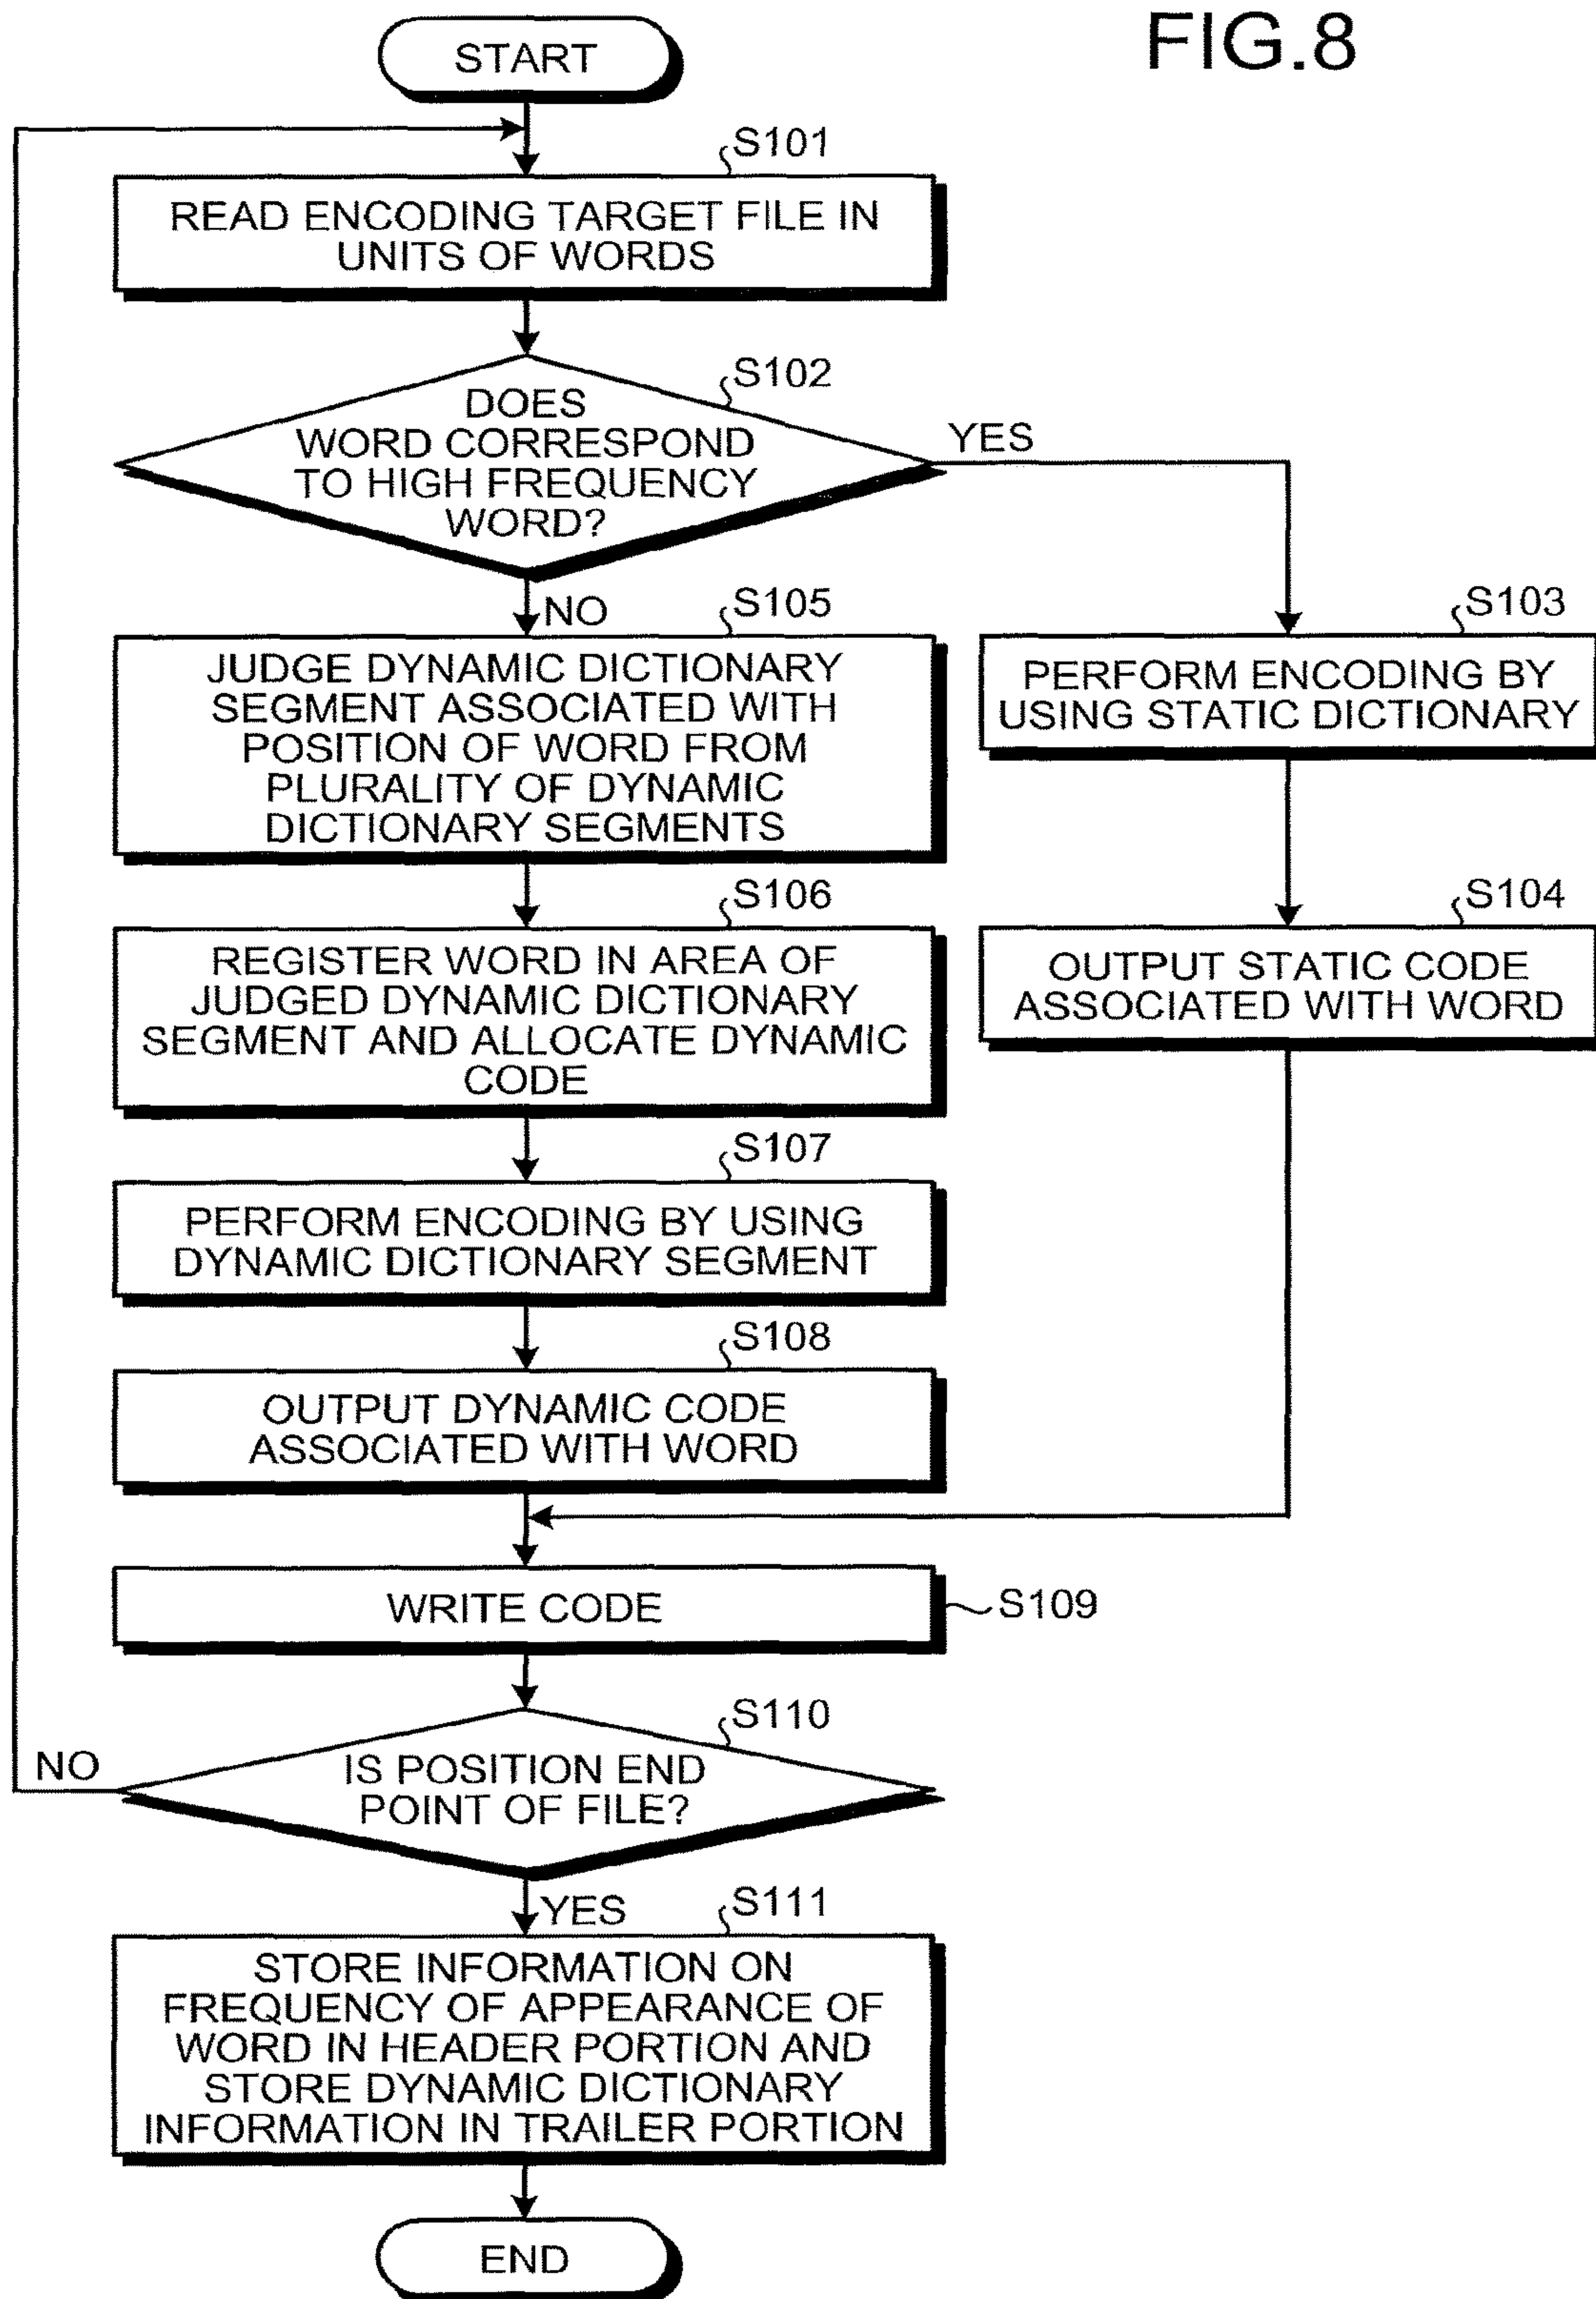 FIG.8
START
S101
READ ENCODING TARGET FILE IN
UNITS OF WORDS
S102
DOES
WORD CORRESPOND
TO HIGH FREQUENCY
WORD?
YES
NO
S105
JUDGE DYNAMIC DICTIONARY
SEGMENT ASSOCIATED WITH
POSITION OF WORD FROM
PLURALITY OF DYNAMIC
DICTIONARY SEGMENTS
S103
PERFORM ENCODING BY
USING STATIC DICTIONARY
S106
REGISTER WORD IN AREA OF
JUDGED DYNAMIC DICTIONARY
SEGMENT AND ALLOCATE DYNAMIC
CODE
S104
OUTPUT STATIC CODE
ASSOCIATED WITH WORD
S107
PERFORM ENCODING BY USING
DYNAMIC DICTIONARY SEGMENT
S108
OUTPUT DYNAMIC CODE
ASSOCIATED WITH WORD
WRITE CODE
S109
S110
NO
IS POSITION END
POINT OF FILE?
YES
S111
STORE INFORMATION ON
FREQUENCY OF APPEARANCE OF
WORD IN HEADER PORTION AND
STORE DYNAMIC DICTIONARY
INFORMATION IN TRAILER PORTION
END